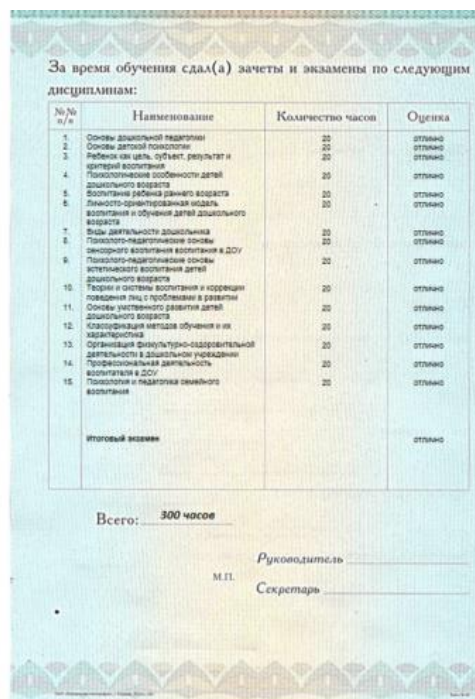 За время обучения сдал(а) зачеты и экзамены по следующим
дисциплинам:
№№ п/п Наименование Количество часов Оценка
1. Основы дошкольной педагогики 20 отлично
2. Основы детской психологии 20 отлично
3. Ребенок как цель, субъект, результат и 20 отлично
критерий воспитания
4. Психологические особенности детей 20 отлично
дошкольного возраста
5. Воспитание ребенка раннего возраста 20 отлично
6. Личностно-ориентированная модель 20 отлично
воспитания и обучения детей дошкольного
возраста
7. Виды деятельности дошкольника 20 отлично
8. Психолого-педагогические основы 20 отлично
сенсорного воспитания воспитания в ДОУ
9. Психолого-педагогические основы 20 отлично
эстетического воспитания детей
дошкольного возраста
10. Теории и системы воспитания и коррекции 20 отлично
поведения лиц с проблемами в развитии
11. Основы умственного развития детей 20 отлично
дошкольного возраста
12. Классификация методов обучения и их 20 отлично
характеристика
13. Организация физкультурно-оздоровительной 20 отлично
деятельности в дошкольном учреждении
14. Профессиональная деятельность 20 отлично
воспитателя в ДОУ
15. Психология и педагогика семейного 20 отлично
воспитания
Итоговый экзамен отлично
Всего: 300 часов
Руководитель
М.П.
Секретарь